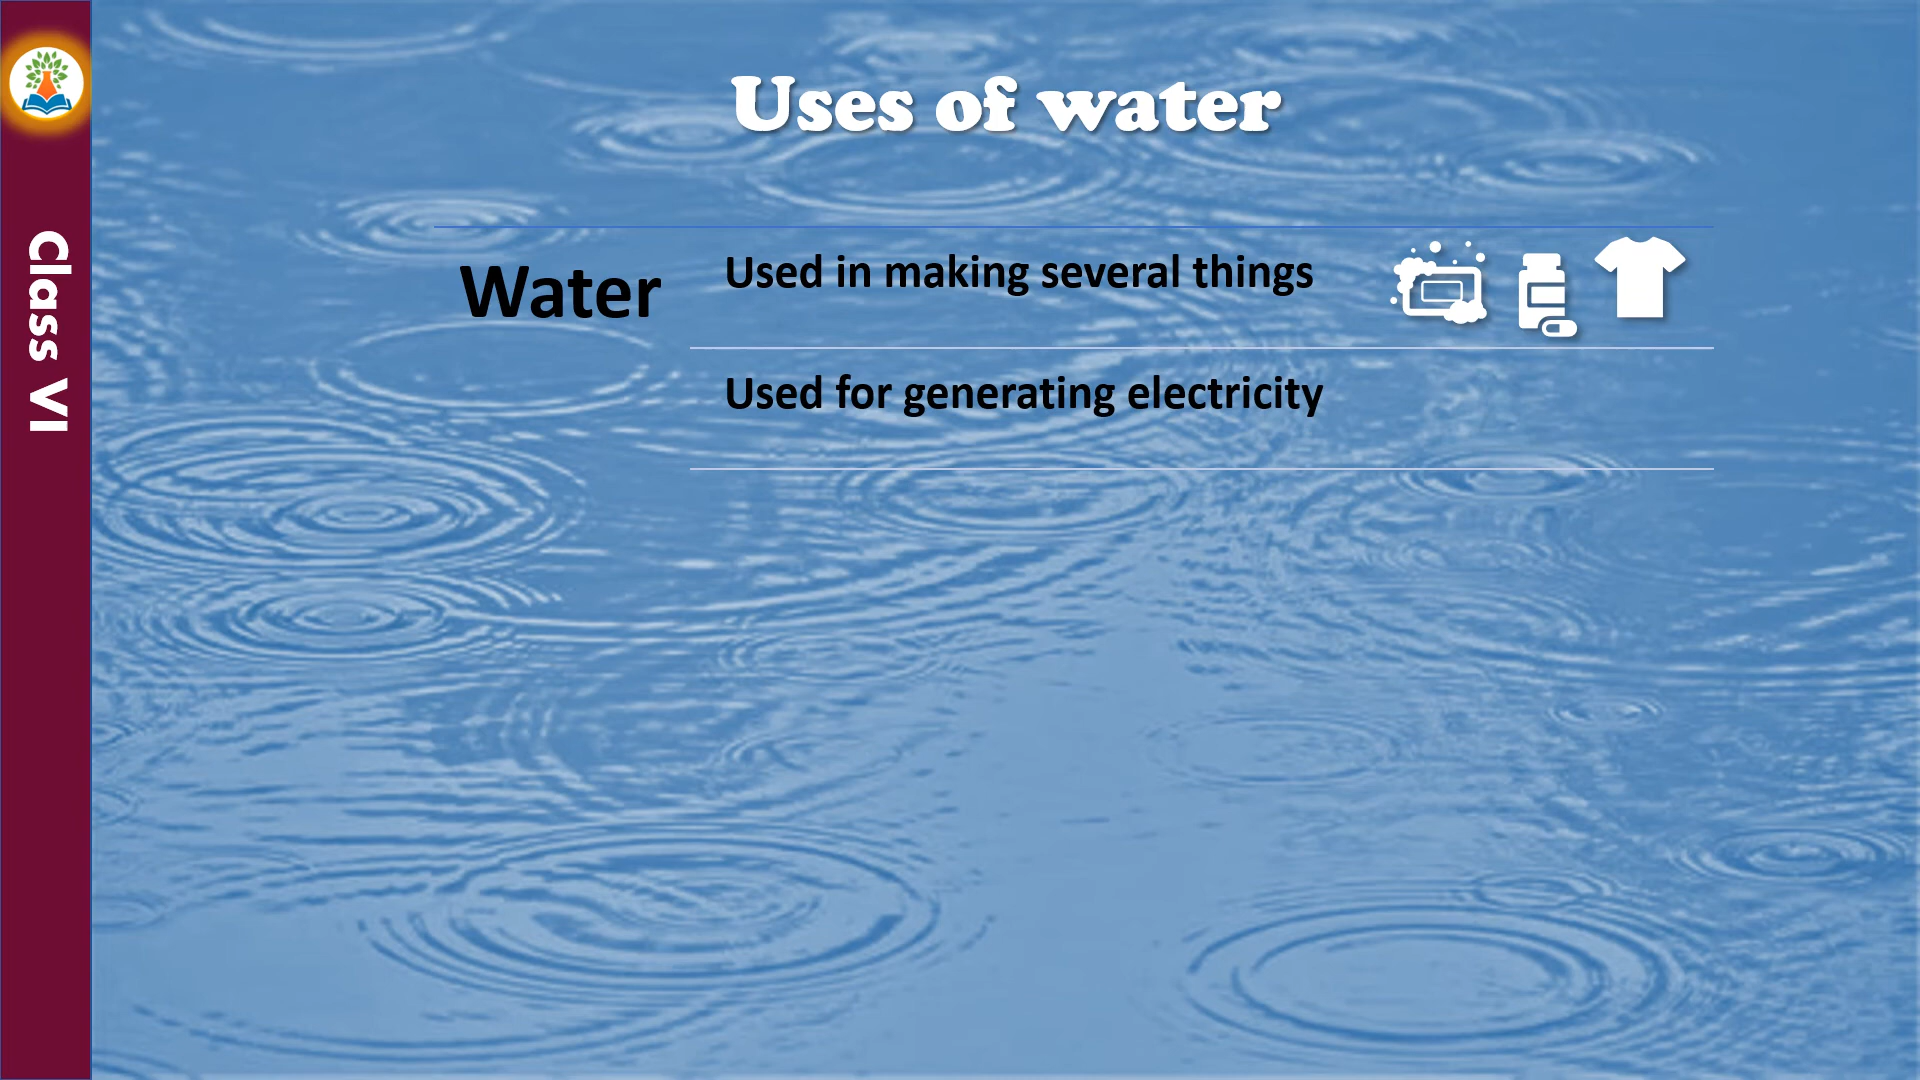 Uses of water
Class VI
Water
Used in making several things
Used for generating electricity